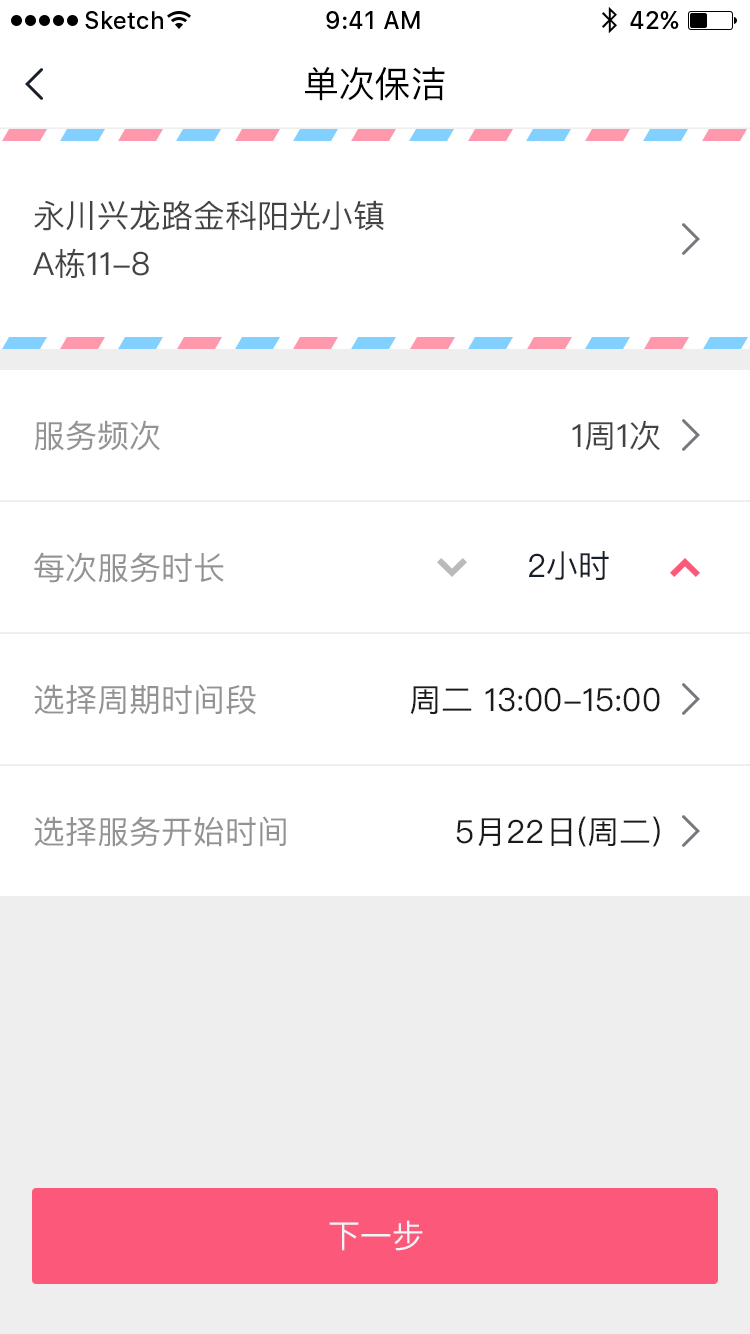 Sketch 9:41 AM 42%
单次保洁
永川兴龙路金科阳光小镇
A栋11-8
服务频次 1周1次
每次服务时长 2小时
选择周期时间段 周二 13:00-15:00
选择服务开始时间 5月22日(周二)
下一步